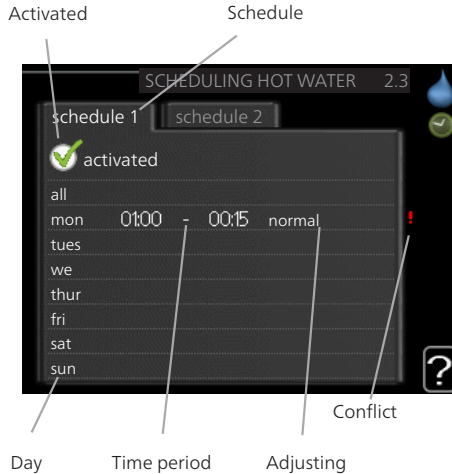 Activated Schedule
SCHEDULING HOT WATER 2.3
schedule 1 schedule 2
activated
all
mon 01:00 - 00:15 normal !
tues
we
thur
fri
sat
sun
?
Conflict
Day Time period Adjusting